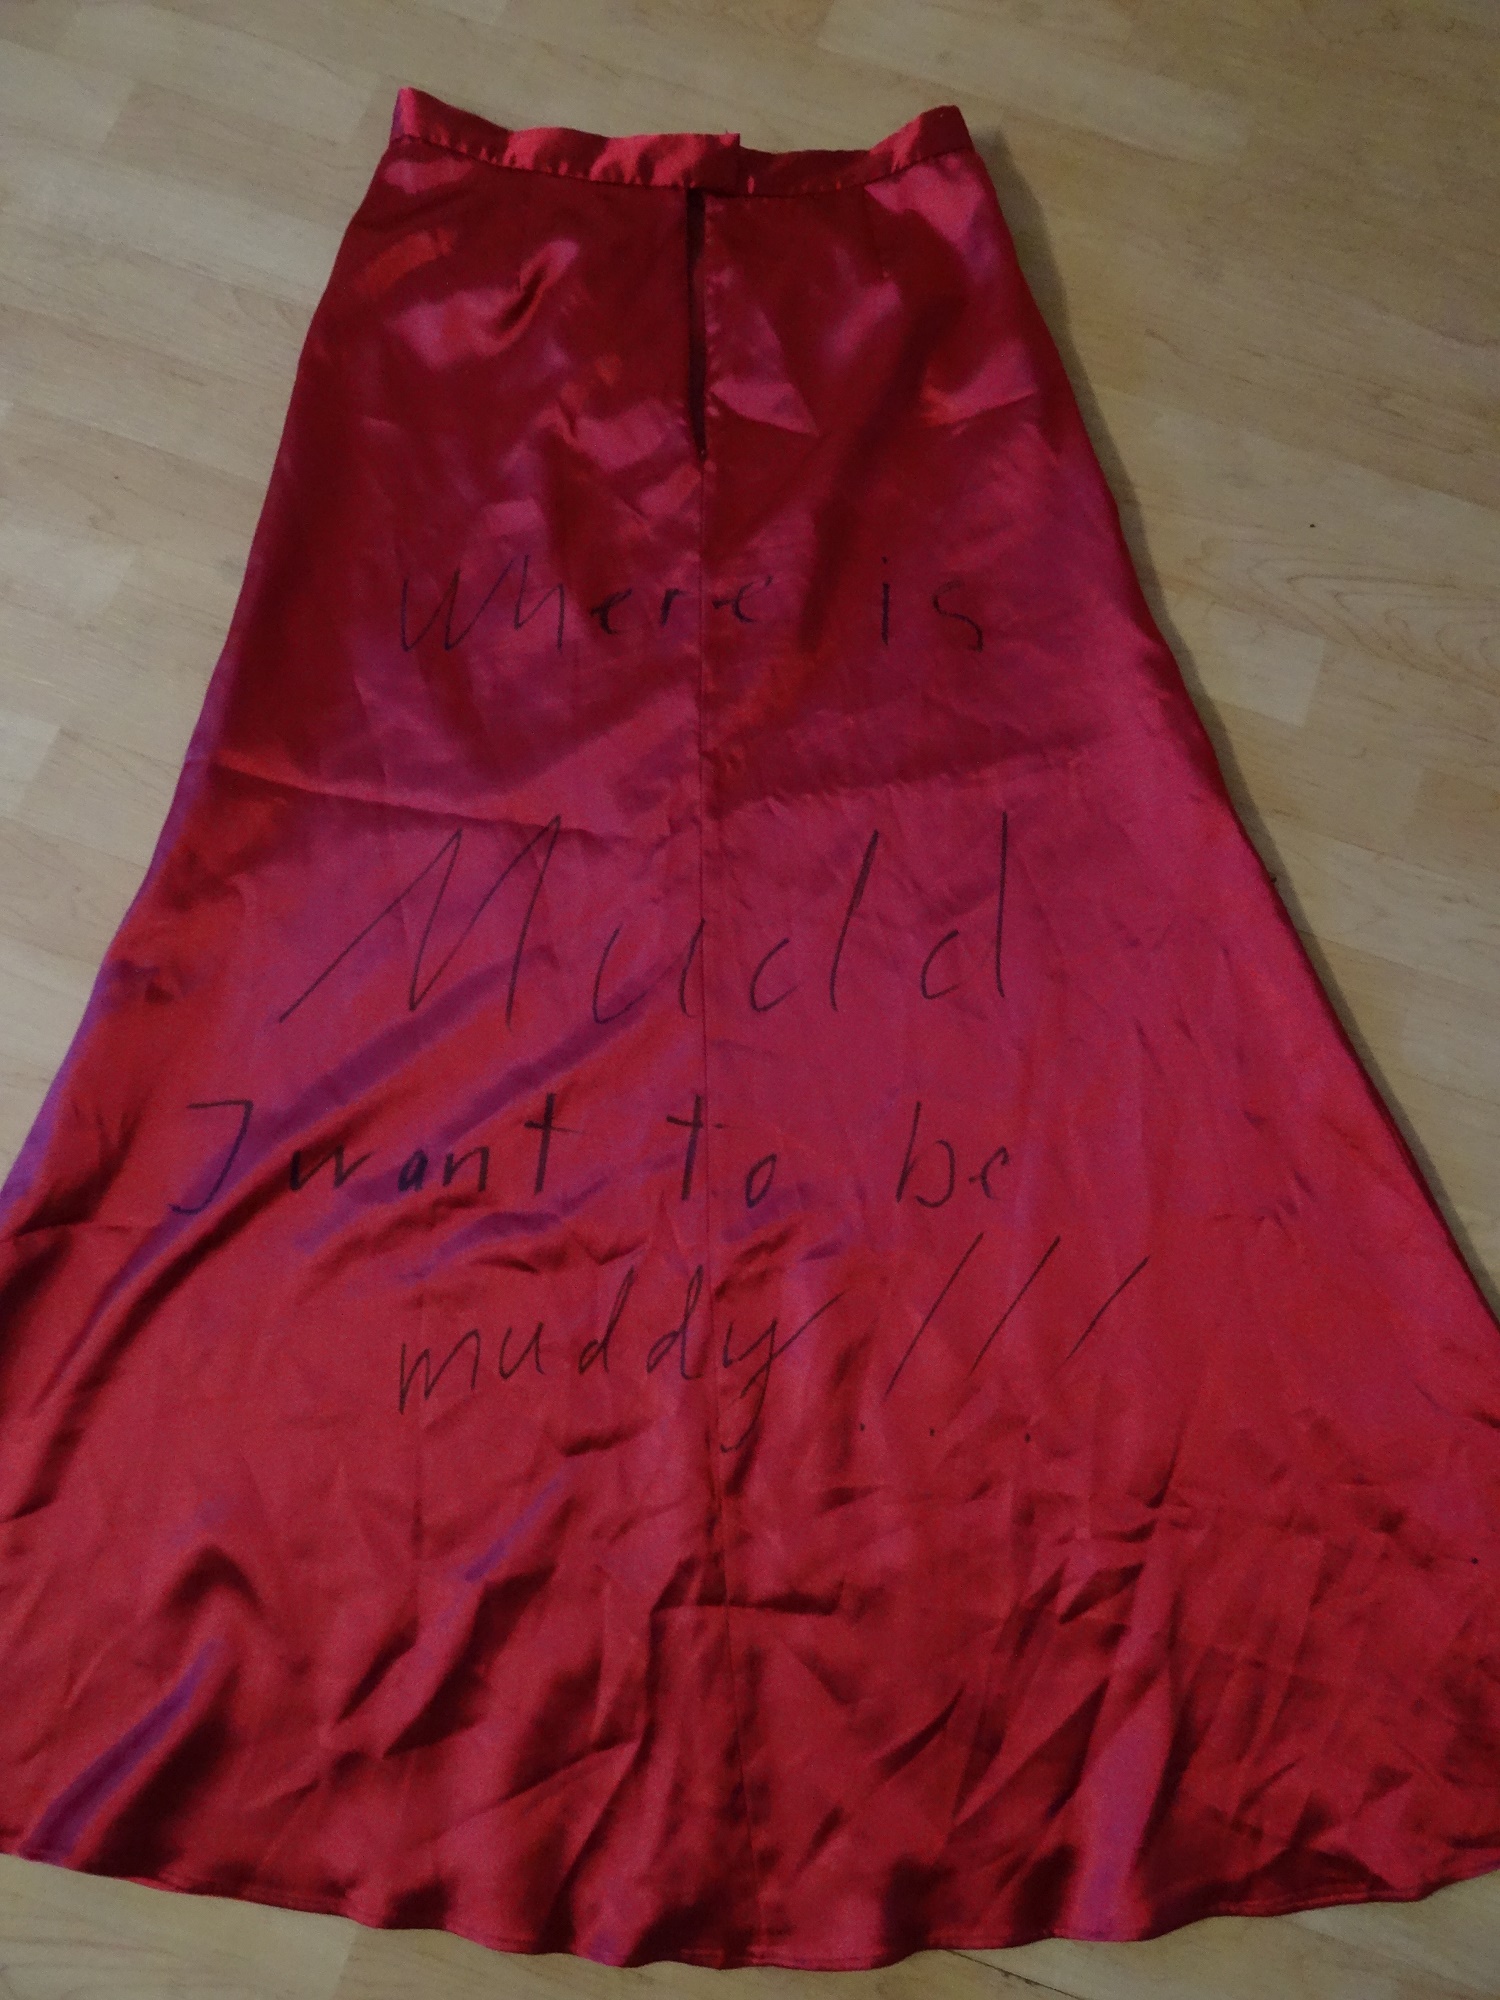 Where is
Mudd
I want to be
muddy!!!